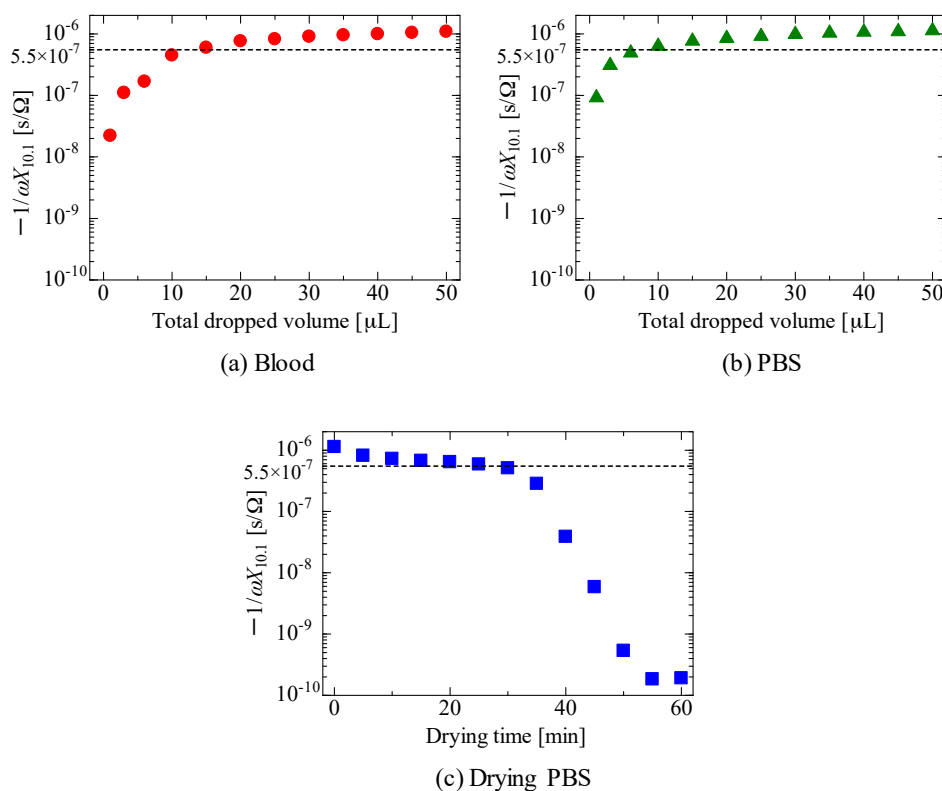 10⁻⁶
5.5×10⁻⁷
10⁻⁷
10⁻⁸
10⁻⁹
10⁻¹⁰
−1/ωX₁₀.₁ [s/Ω]
0 10 20 30 40 50
Total dropped volume [μL]
(a) Blood
10⁻⁶
5.5×10⁻⁷
10⁻⁷
10⁻⁸
10⁻⁹
10⁻¹⁰
−1/ωX₁₀.₁ [s/Ω]
0 10 20 30 40 50
Total dropped volume [μL]
(b) PBS
10⁻⁶
5.5×10⁻⁷
10⁻⁷
10⁻⁸
10⁻⁹
10⁻¹⁰
−1/ωX₁₀.₁ [s/Ω]
0 20 40 60
Drying time [min]
(c) Drying PBS